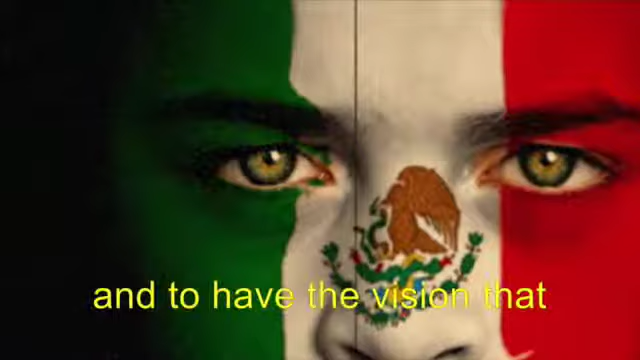 and to have the vision that